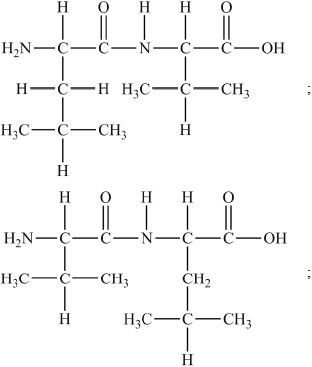 H O H H O
H₂N C C N C C OH
H C H H₃C C CH₃ ;
H₃C C CH₃ H
H
H O H H O
H₂N C C N C C OH
H₃C C CH₃ CH₂ ;
H H₃C C CH₃
H